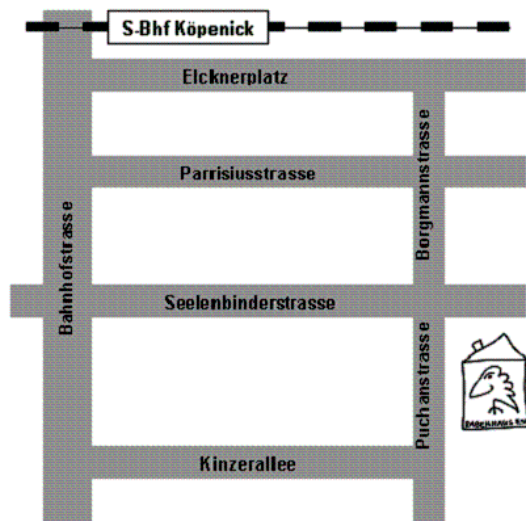 S-Bhf Köpenick
Elcknerplatz
Parrisiusstrasse
Borgmannstrasse
Bahnhofstrasse
Seelenbinderstrasse
Puchanstrasse
Kinzerallee